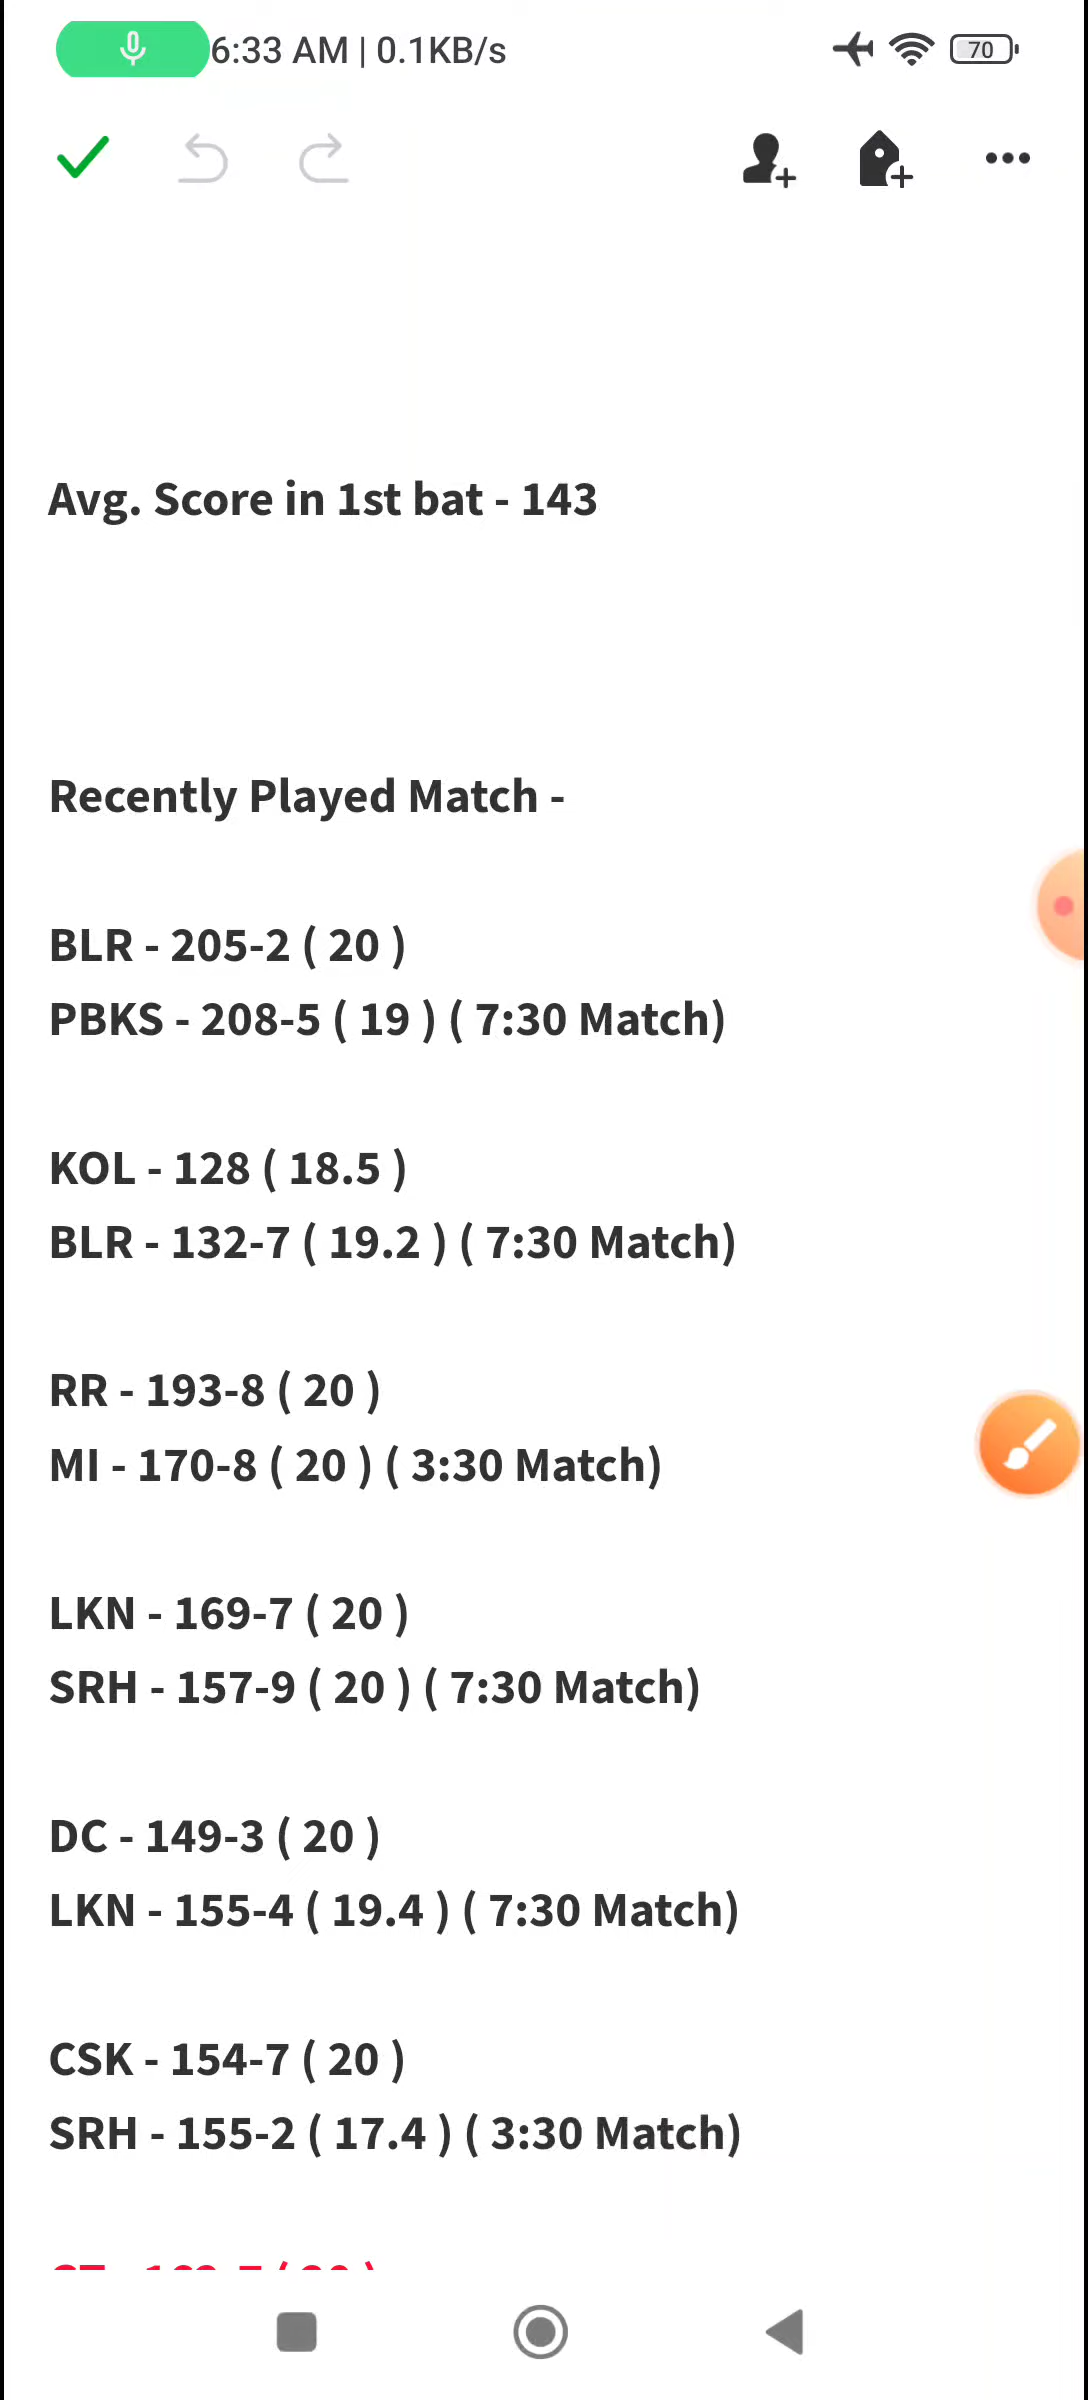 6:33 AM | 0.1KB/s
70
Avg. Score in 1st bat - 143
Recently Played Match -
BLR - 205-2 ( 20 )
PBKS - 208-5 ( 19 ) ( 7:30 Match)
KOL - 128 ( 18.5 )
BLR - 132-7 ( 19.2 ) ( 7:30 Match)
RR - 193-8 ( 20 )
MI - 170-8 ( 20 ) ( 3:30 Match)
LKN - 169-7 ( 20 )
SRH - 157-9 ( 20 ) ( 7:30 Match)
DC - 149-3 ( 20 )
LKN - 155-4 ( 19.4 ) ( 7:30 Match)
CSK - 154-7 ( 20 )
SRH - 155-2 ( 17.4 ) ( 3:30 Match)